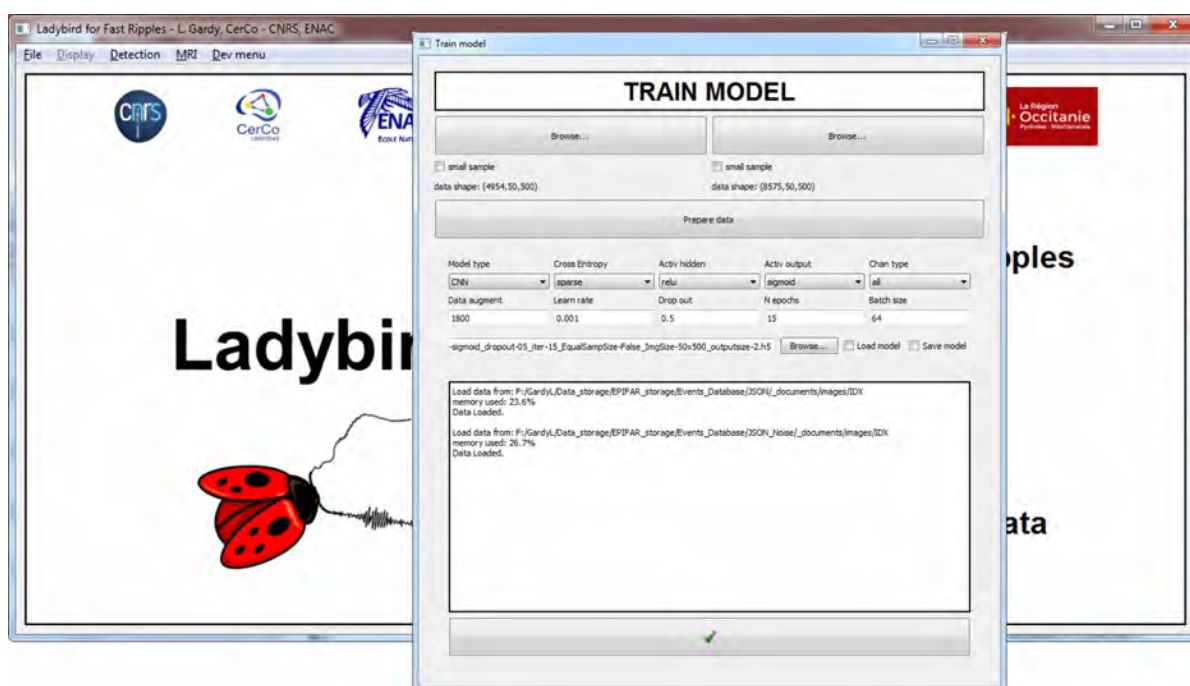 Ladybird for Fast Ripples - L. Gardy, CerCo - CNRS, ENAC
File Display Detection MRI Dev menu
cnrs
CerCo
ENA
La Région
Occitanie
Pyrénées - Méditerranée
pples
Ladybir
ata
Train model
TRAIN MODEL
Browse... Browse...
small sample small sample
data shape: (4954,50,500) data shape: (8575,50,500)
Prepare data
Model type Cross Entropy Activ hidden Activ output Chan type
CNN sparse relu sigmoid all
Data augment Learn rate Drop out N epochs Batch size
1800 0.001 0.5 15 64
-sigmoid_dropout-05_iter-15_EqualSampSize-False_ImgSize-50x500_outputsize-2.h5 Browse... Load model Save model
Load data from: F:/GardyL/Data_storage/EPIFAR_storage/Events_Database/JSON/_documents/images/IDX
memory used: 23.6%
Data Loaded.
Load data from: F:/GardyL/Data_storage/EPIFAR_storage/Events_Database/JSON_Noise/_documents/images/IDX
memory used: 26.7%
Data Loaded.